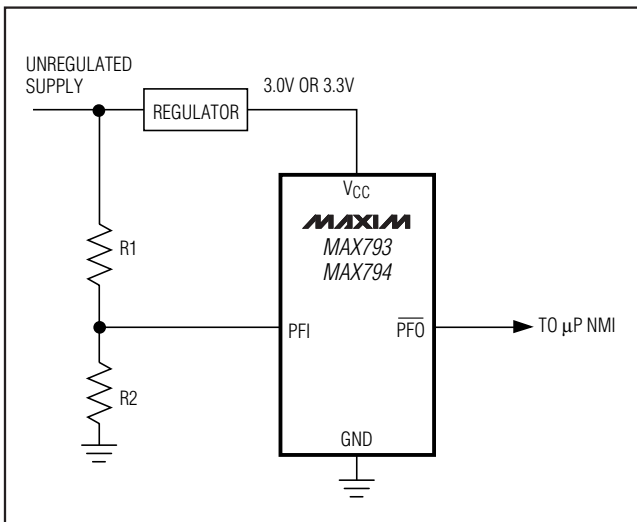 UNREGULATED
SUPPLY
REGULATOR
3.0V OR 3.3V
VCC
MAXIM
MAX793
MAX794
R1
PFI
P̅F̅O̅
TO µP NMI
R2
GND